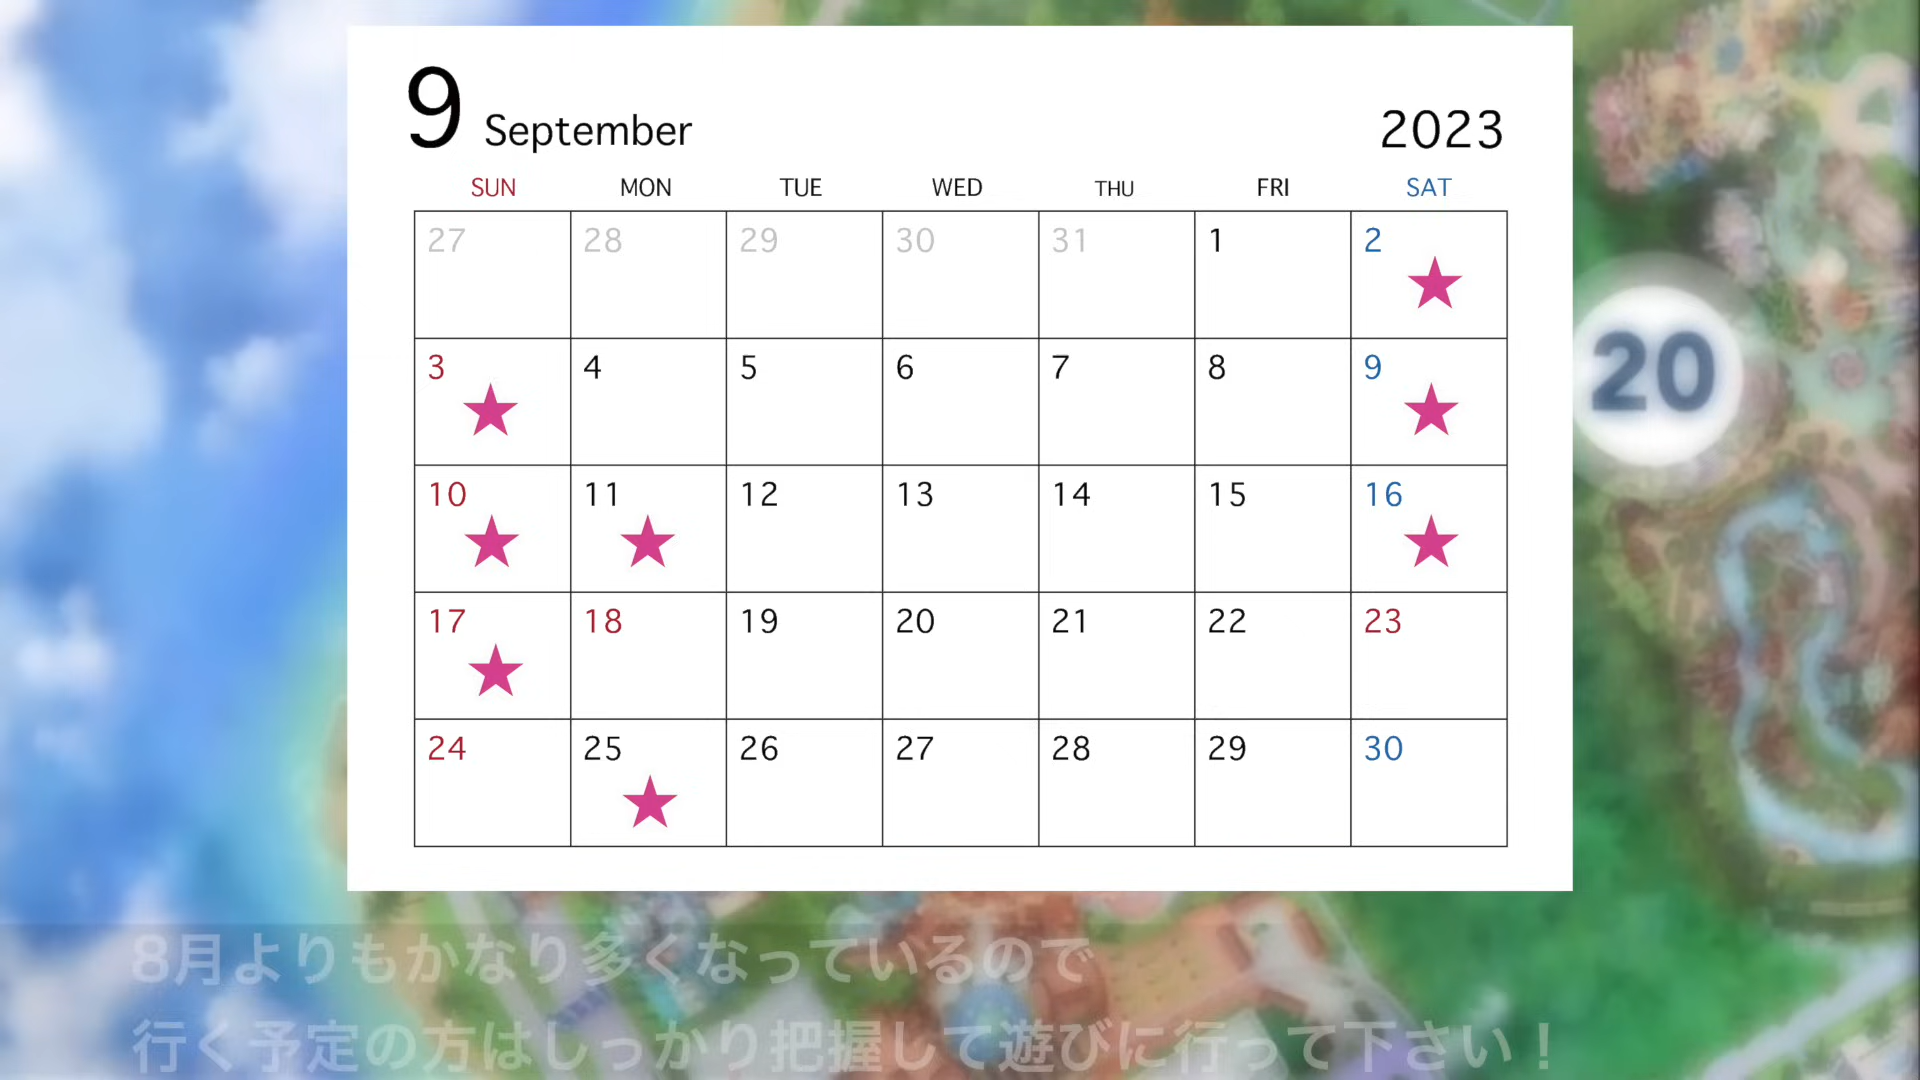 9 September 2023
SUN MON TUE WED THU FRI SAT
27 28 29 30 31 1 2
3 4 5 6 7 8 9
20
10 11 12 13 14 15 16
17 18 19 20 21 22 23
24 25 26 27 28 29 30
8月よりもかなり多くなっているので
行く予定の方はしっかり把握して遊びに行って下さい！